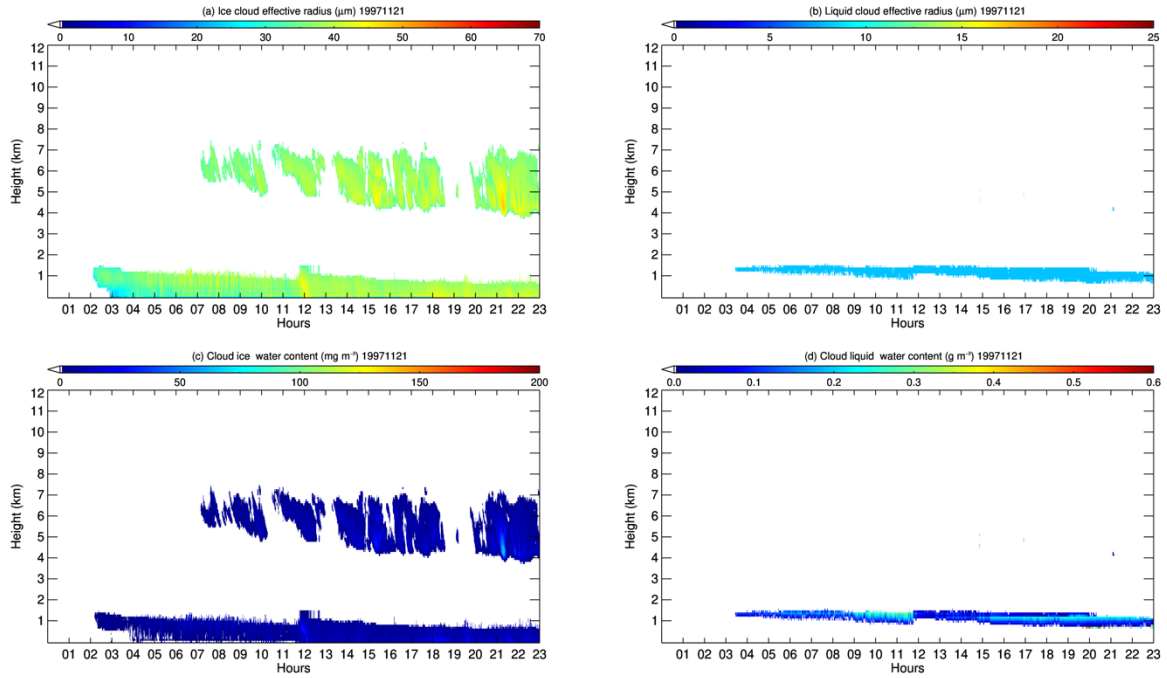 (a) Ice cloud effective radius (μm) 19971121
0 10 20 30 40 50 60 70
12
11
10
9
8
7
6
5
4
3
2
1
Height (km)
01 02 03 04 05 06 07 08 09 10 11 12 13 14 15 16 17 18 19 20 21 22 23
Hours
(b) Liquid cloud effective radius (μm) 19971121
0 5 10 15 20 25
12
11
10
9
8
7
6
5
4
3
2
1
Height (km)
01 02 03 04 05 06 07 08 09 10 11 12 13 14 15 16 17 18 19 20 21 22 23
Hours
(c) Cloud ice water content (mg m⁻³) 19971121
0 50 100 150 200
12
11
10
9
8
7
6
5
4
3
2
1
Height (km)
01 02 03 04 05 06 07 08 09 10 11 12 13 14 15 16 17 18 19 20 21 22 23
Hours
(d) Cloud liquid water content (g m⁻³) 19971121
0.0 0.1 0.2 0.3 0.4 0.5 0.6
12
11
10
9
8
7
6
5
4
3
2
1
Height (km)
01 02 03 04 05 06 07 08 09 10 11 12 13 14 15 16 17 18 19 20 21 22 23
Hours